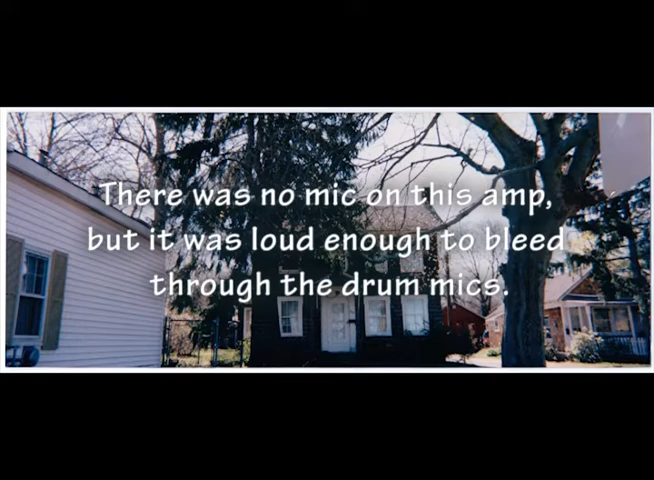 There was no mic on this amp,
but it was loud enough to bleed
through the drum mics.